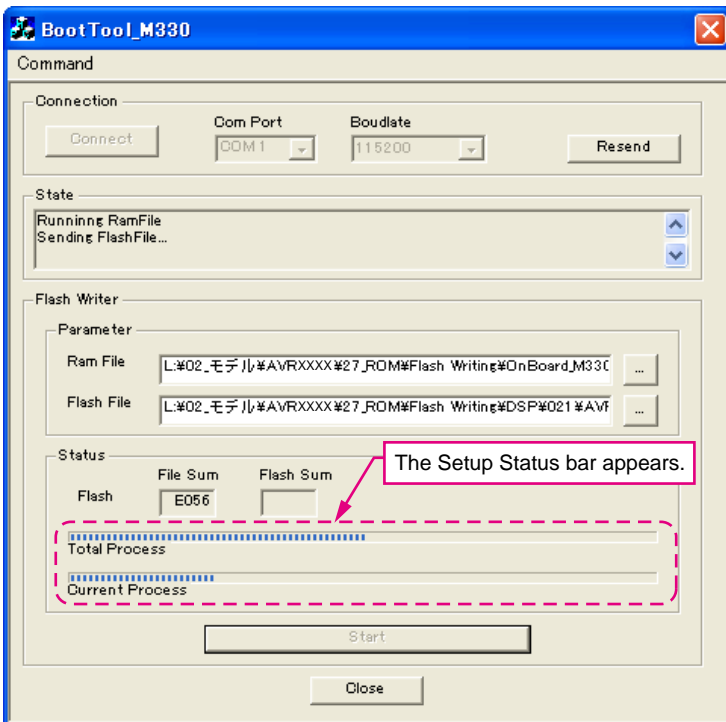 BootTool_M330
Command
Connection
Com Port Boudlate
Connect COM1 115200 Resend
State
Runninng RamFile
Sending FlashFile...
Flash Writer
Parameter
Ram File L:¥02_モデル¥AVRXXXX¥27_ROM¥Flash Writing¥OnBoard_M330 ...
Flash File L:¥02_モデル¥AVRXXXX¥27_ROM¥Flash Writing¥DSP¥021¥AVR ...
Status
The Setup Status bar appears.
File Sum Flash Sum
Flash E056
Total Process
Current Process
Start
Close